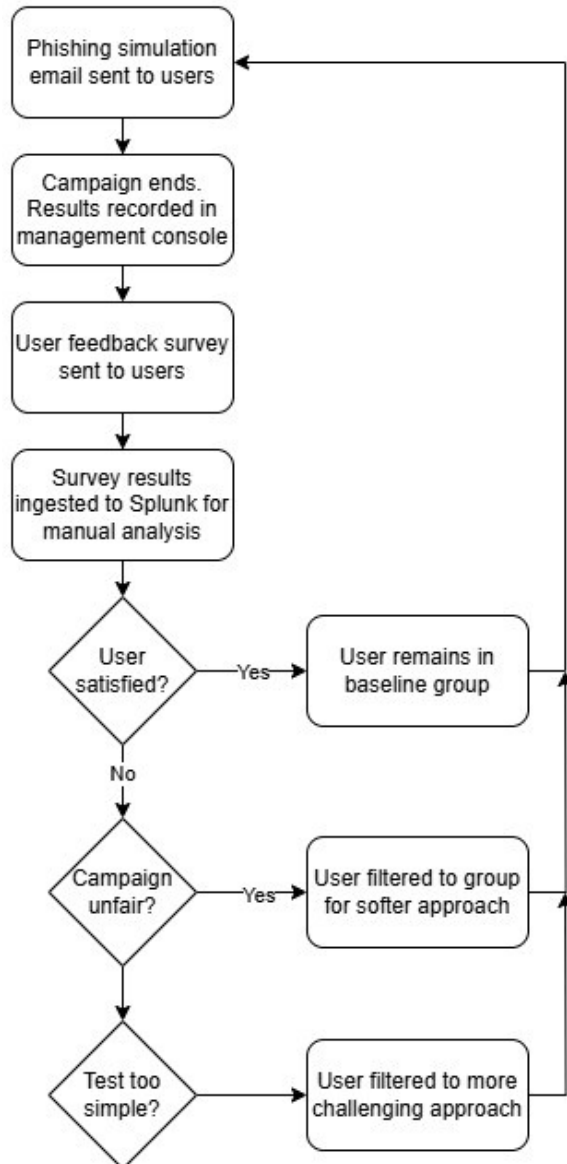 Phishing simulation
email sent to users
Campaign ends.
Results recorded in
management console
User feedback survey
sent to users
Survey results
ingested to Splunk for
manual analysis
User
satisfied?
Yes
User remains in
baseline group
No
Campaign
unfair?
Yes
User filtered to group
for softer approach
Test too
simple?
User filtered to more
challenging approach